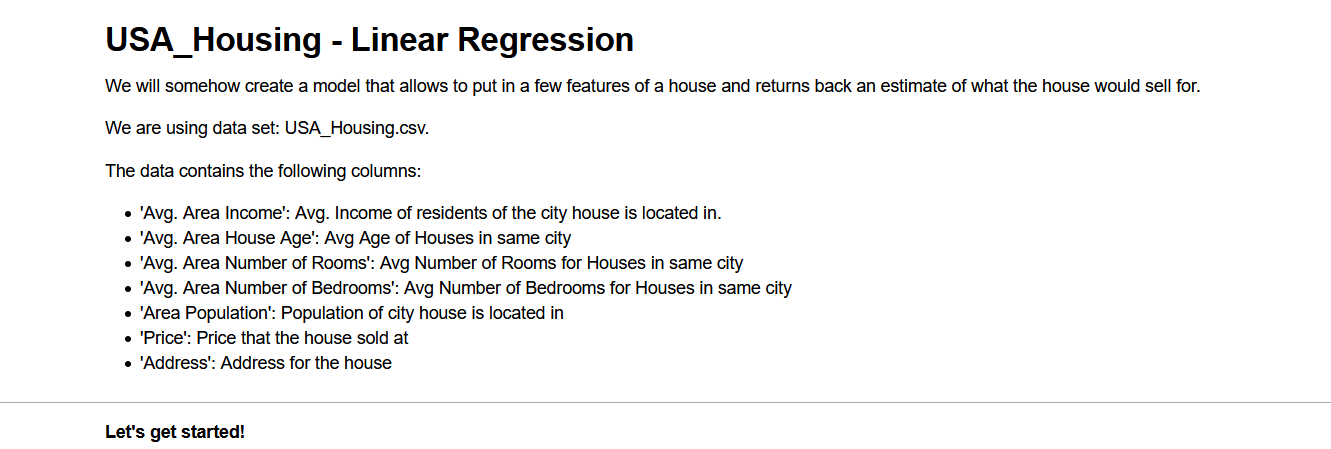 USA_Housing - Linear Regression
We will somehow create a model that allows to put in a few features of a house and returns back an estimate of what the house would sell for.
We are using data set: USA_Housing.csv.
The data contains the following columns:
• 'Avg. Area Income': Avg. Income of residents of the city house is located in.
• 'Avg. Area House Age': Avg Age of Houses in same city
• 'Avg. Area Number of Rooms': Avg Number of Rooms for Houses in same city
• 'Avg. Area Number of Bedrooms': Avg Number of Bedrooms for Houses in same city
• 'Area Population': Population of city house is located in
• 'Price': Price that the house sold at
• 'Address': Address for the house
Let's get started!